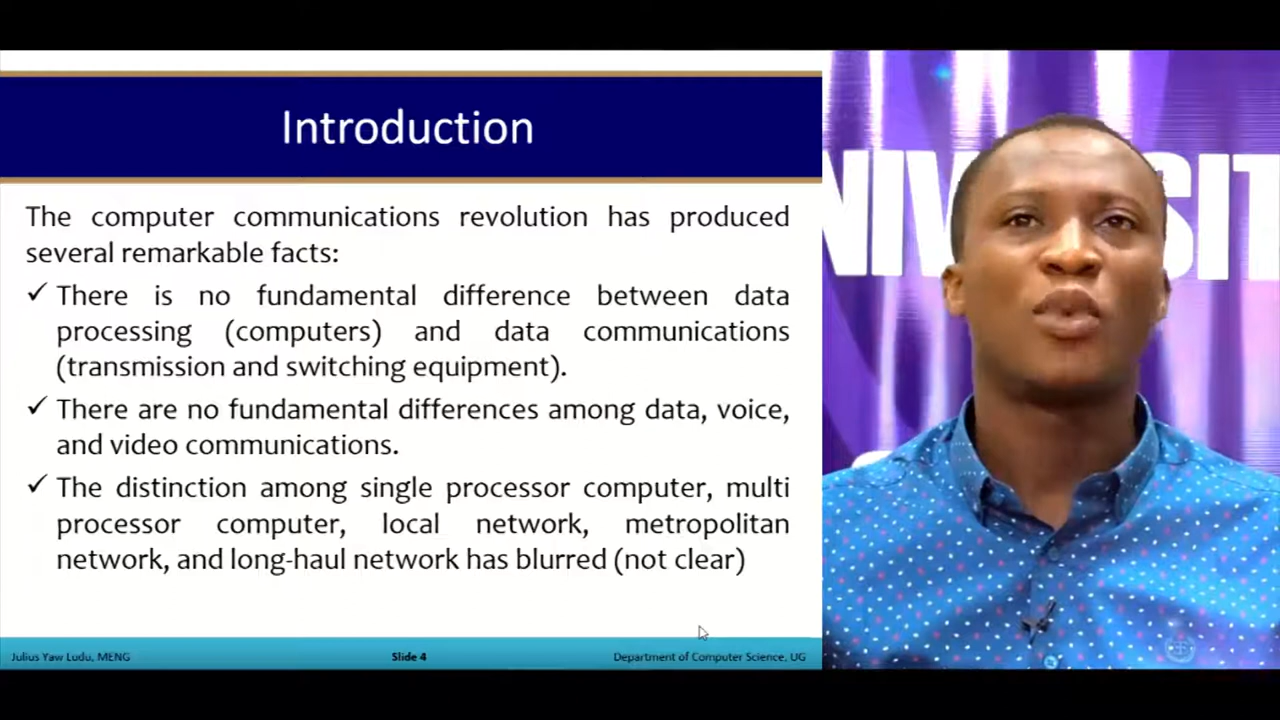 Introduction
The computer communications revolution has produced
several remarkable facts:
✓ There is no fundamental difference between data
processing (computers) and data communications
(transmission and switching equipment).
✓ There are no fundamental differences among data, voice,
and video communications.
✓ The distinction among single processor computer, multi
processor computer, local network, metropolitan
network, and long-haul network has blurred (not clear)
Julius Yaw Ludu, MENG
Slide 4
Department of Computer Science, UG
NIV
SIT